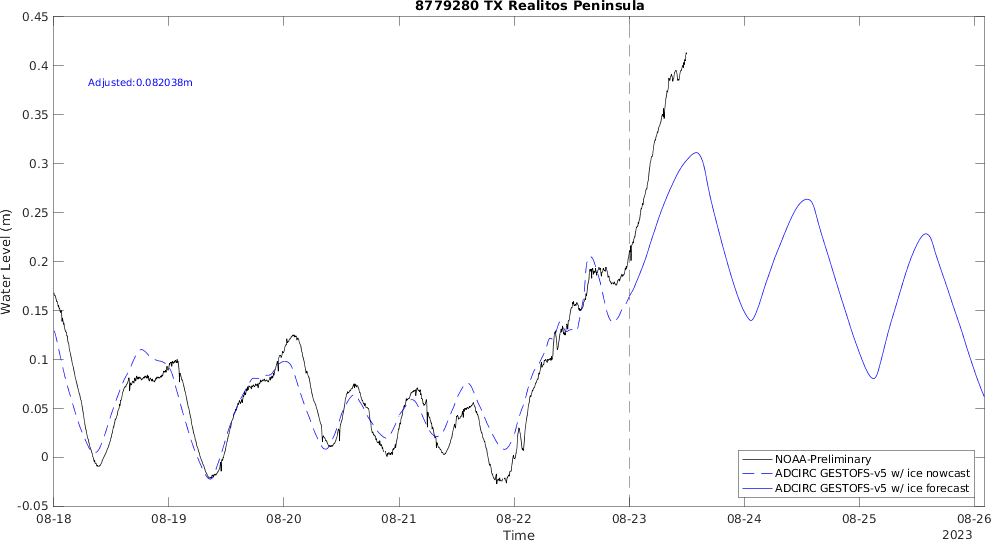 8779280 TX Realitos Peninsula
0.45
0.4
0.35
0.3
0.25
0.2
0.15
0.1
0.05
0
-0.05
Water Level (m)
Adjusted:0.082038m
NOAA-Preliminary
ADCIRC GESTOFS-v5 w/ ice nowcast
ADCIRC GESTOFS-v5 w/ ice forecast
08-18 08-19 08-20 08-21 08-22 08-23 08-24 08-25 08-26
Time
2023